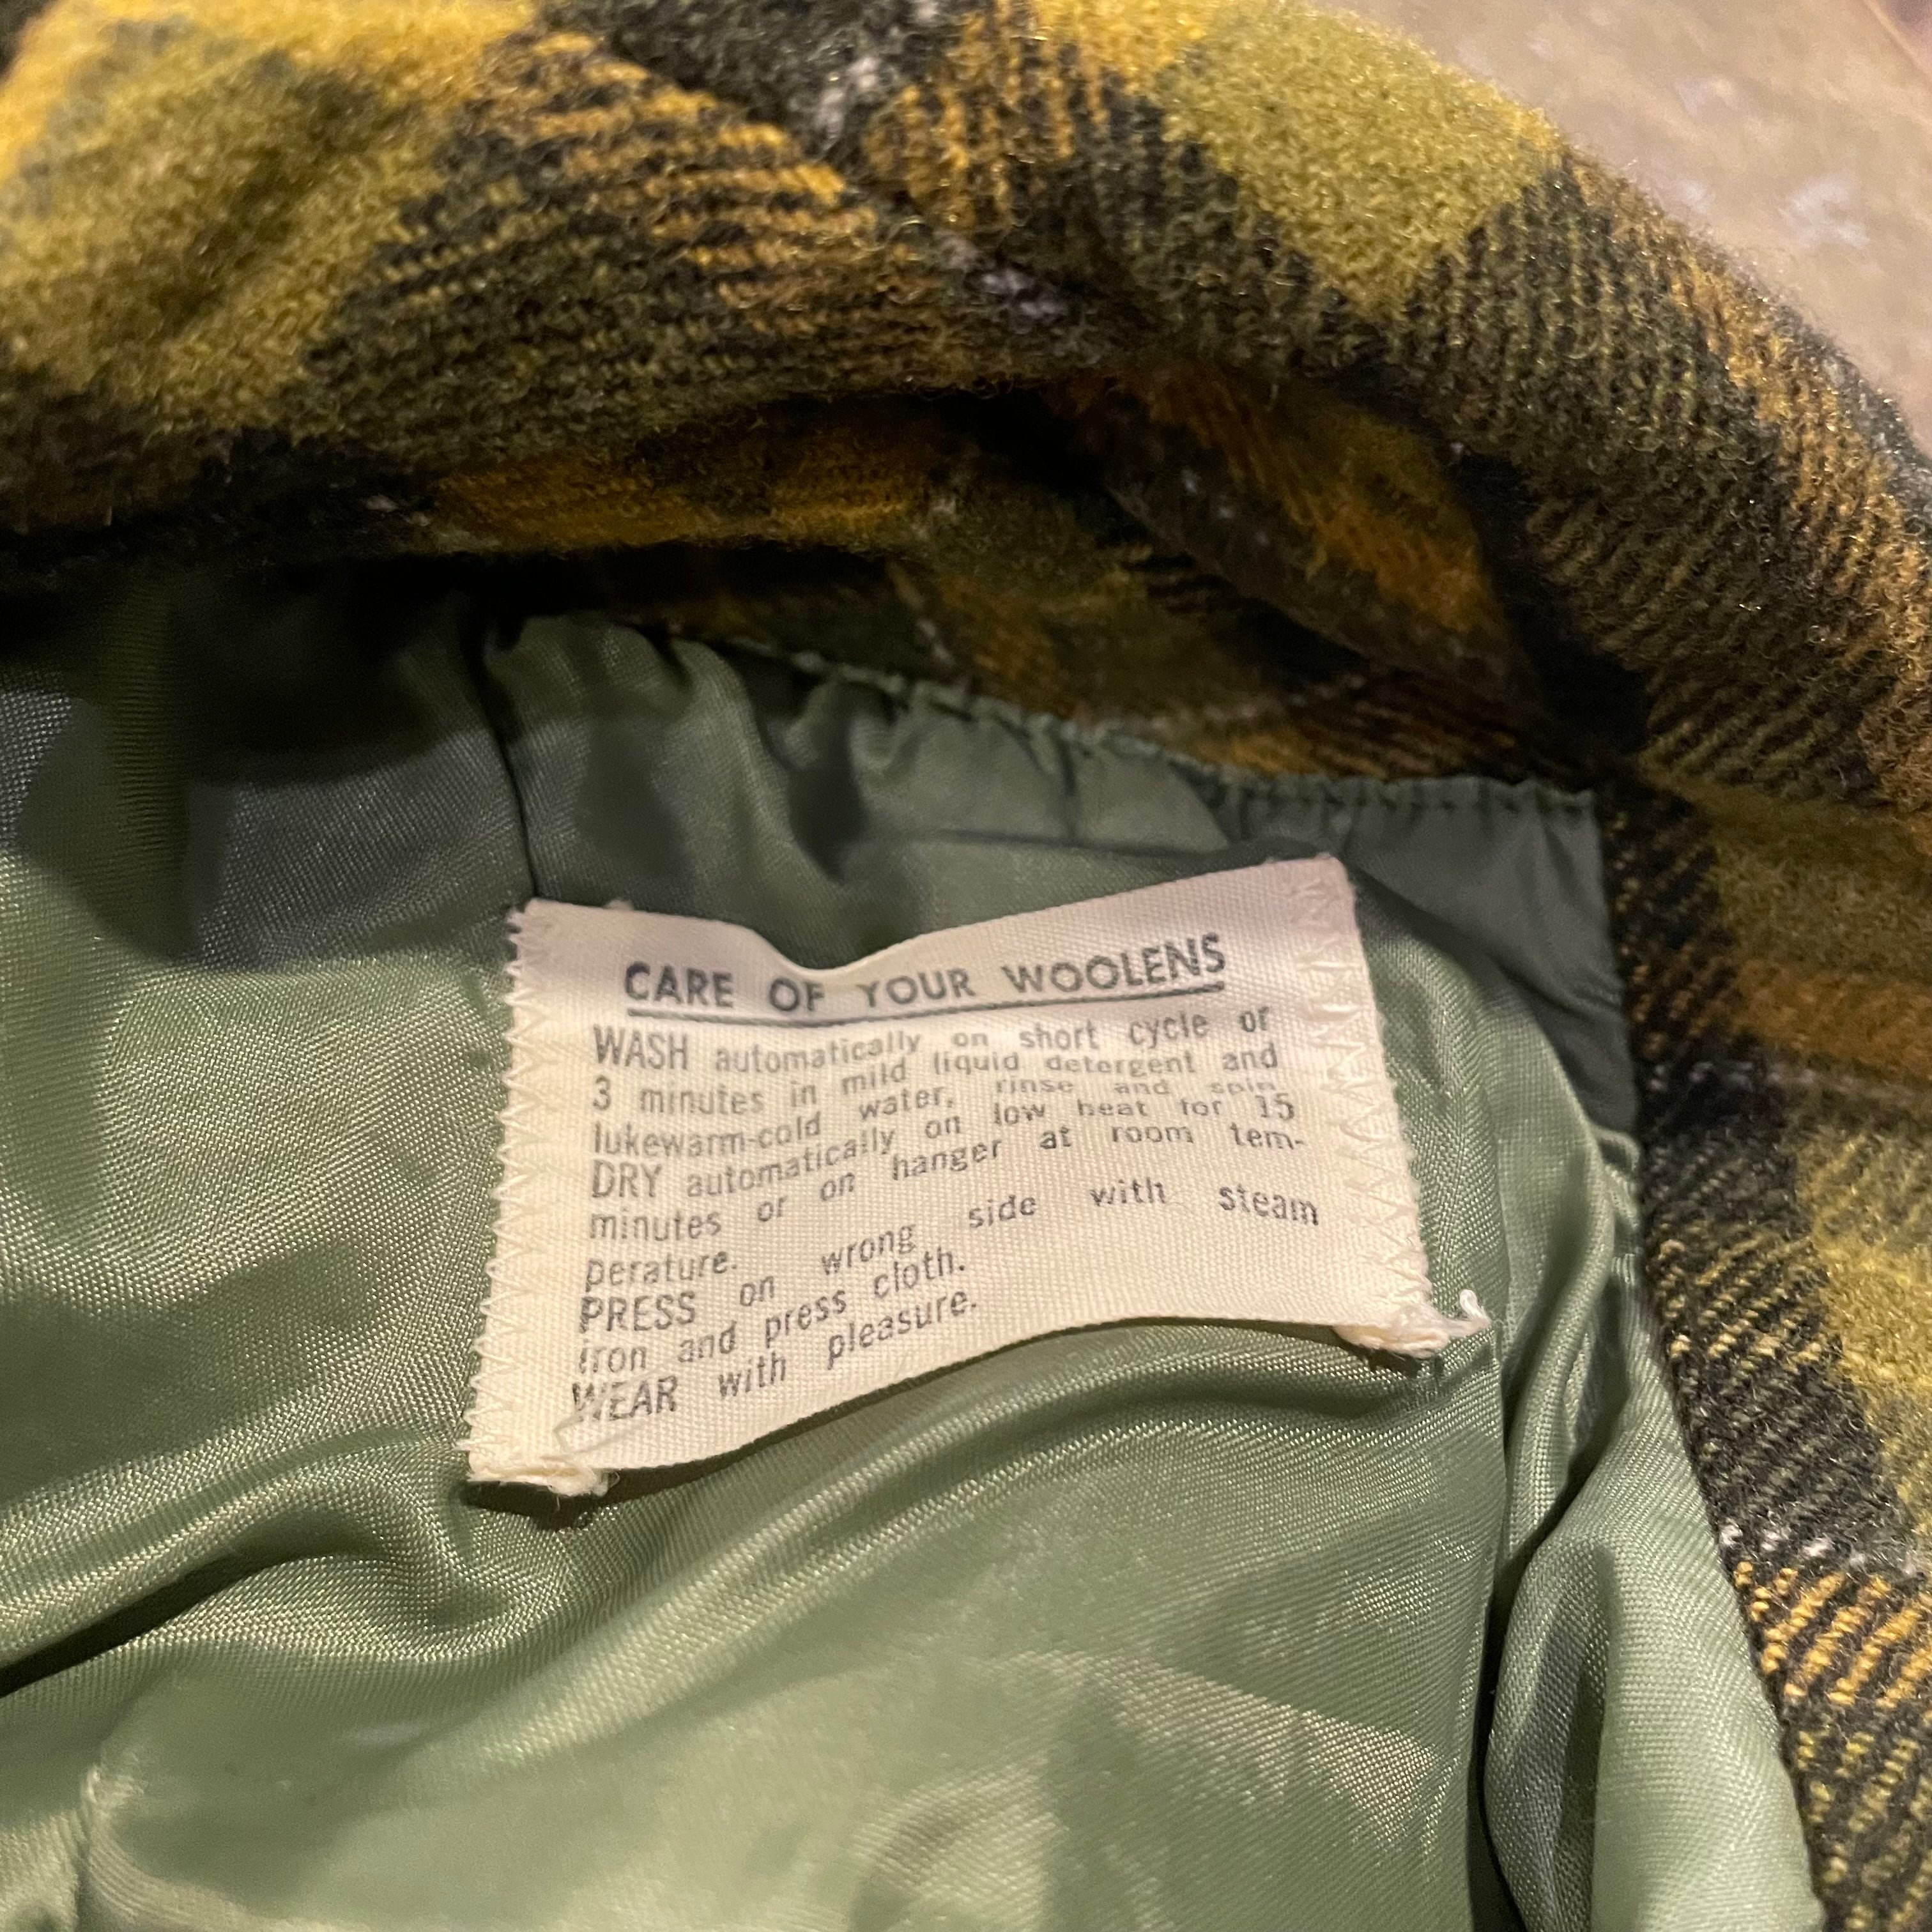 CARE OF YOUR WOOLENS
WASH automatically on short cycle of
3 minutes in mild liquid detergent and
lukewarm-cold water, rinse and spin.
DRY automatically on low heat for 15
minutes or on hanger at room tem-
perature.
PRESS on wrong side with steam
iron and press cloth.
WEAR with pleasure.